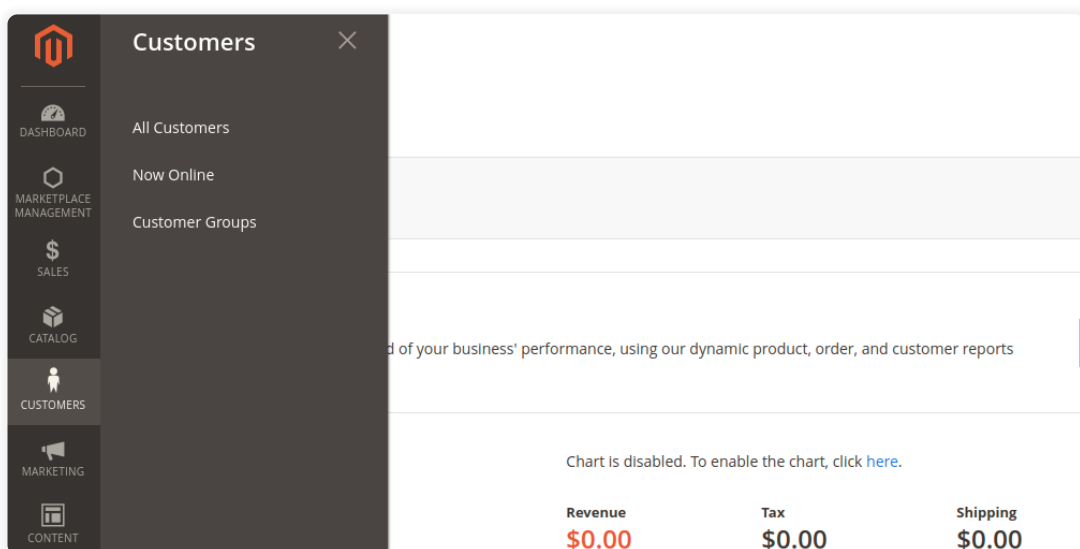 DASHBOARD
MARKETPLACE
MANAGEMENT
$
SALES
CATALOG
CUSTOMERS
MARKETING
CONTENT
Customers
All Customers
Now Online
Customer Groups
of your business' performance, using our dynamic product, order, and customer reports
Chart is disabled. To enable the chart, click here.
Revenue Tax Shipping
$0.00 $0.00 $0.00